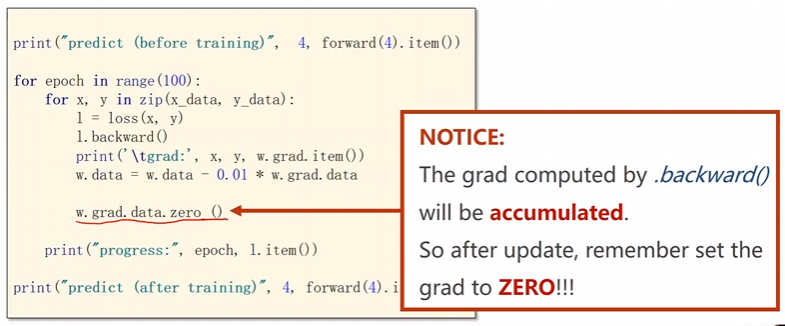 print("predict (before training)", 4, forward(4).item())
for epoch in range(100):
for x, y in zip(x_data, y_data):
l = loss(x, y)
l.backward()
print('\tgrad:', x, y, w.grad.item())
w.data = w.data - 0.01 * w.grad.data
w.grad.data.zero_()
print("progress:", epoch, l.item())
print("predict (after training)", 4, forward(4).i
NOTICE:
The grad computed by .backward()
will be accumulated.
So after update, remember set the
grad to ZERO!!!